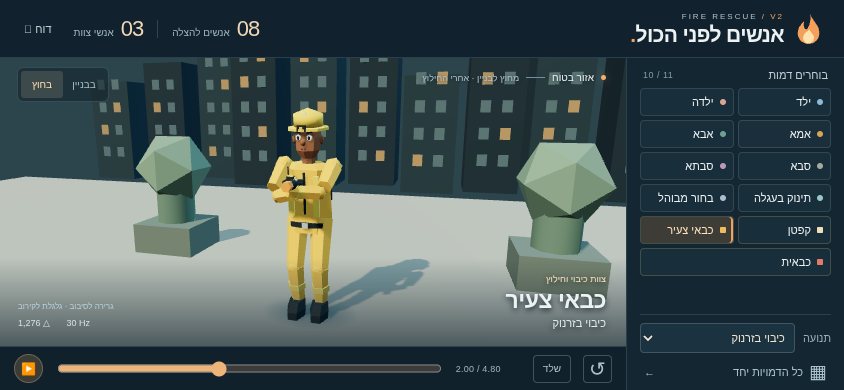 FIRE RESCUE / V2
אנשים לפני הכול.
08 אנשים להצלה
03 אנשי צוות
דוח
בוחרים דמות
10 / 11
ילד
ילדה
אמא
אבא
סבא
סבתא
תינוק בעגלה
בחור מבוהל
קפטן
כבאי צעיר
כבאית
תנועה
כיבוי בזרנוק
כל הדמויות יחד
←
אזור בטוח — מחוץ לבניין · אחרי החילוץ
בבניין
בחוץ
צוות כיבוי וחילוץ
כבאי צעיר
כיבוי בזרנוק
גרירה לסיבוב · גלגלת לקירוב
1,276 △ 30 Hz
↺
שלד
2.00 / 4.80